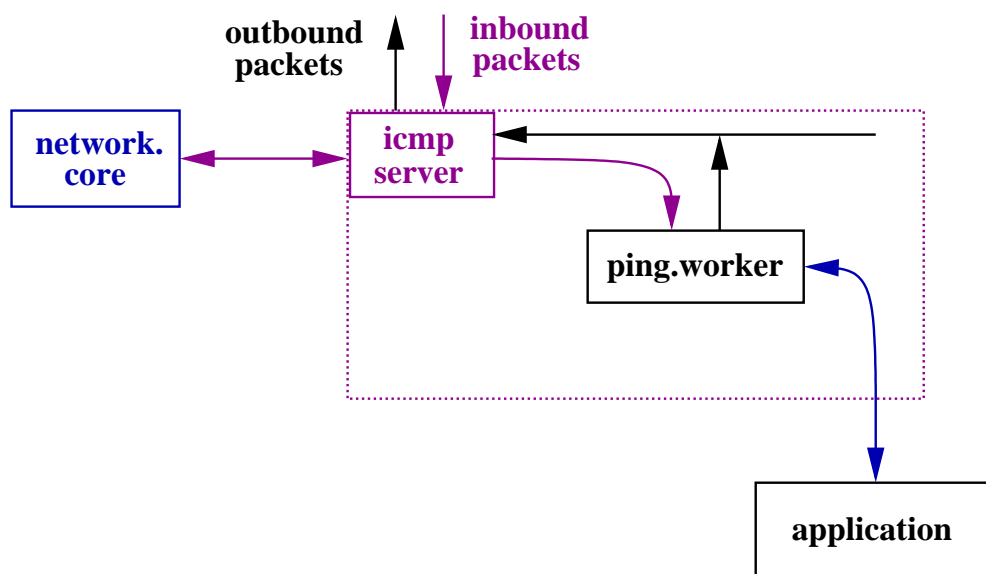 outbound
packets
inbound
packets
network.
core
icmp
server
ping.worker
application